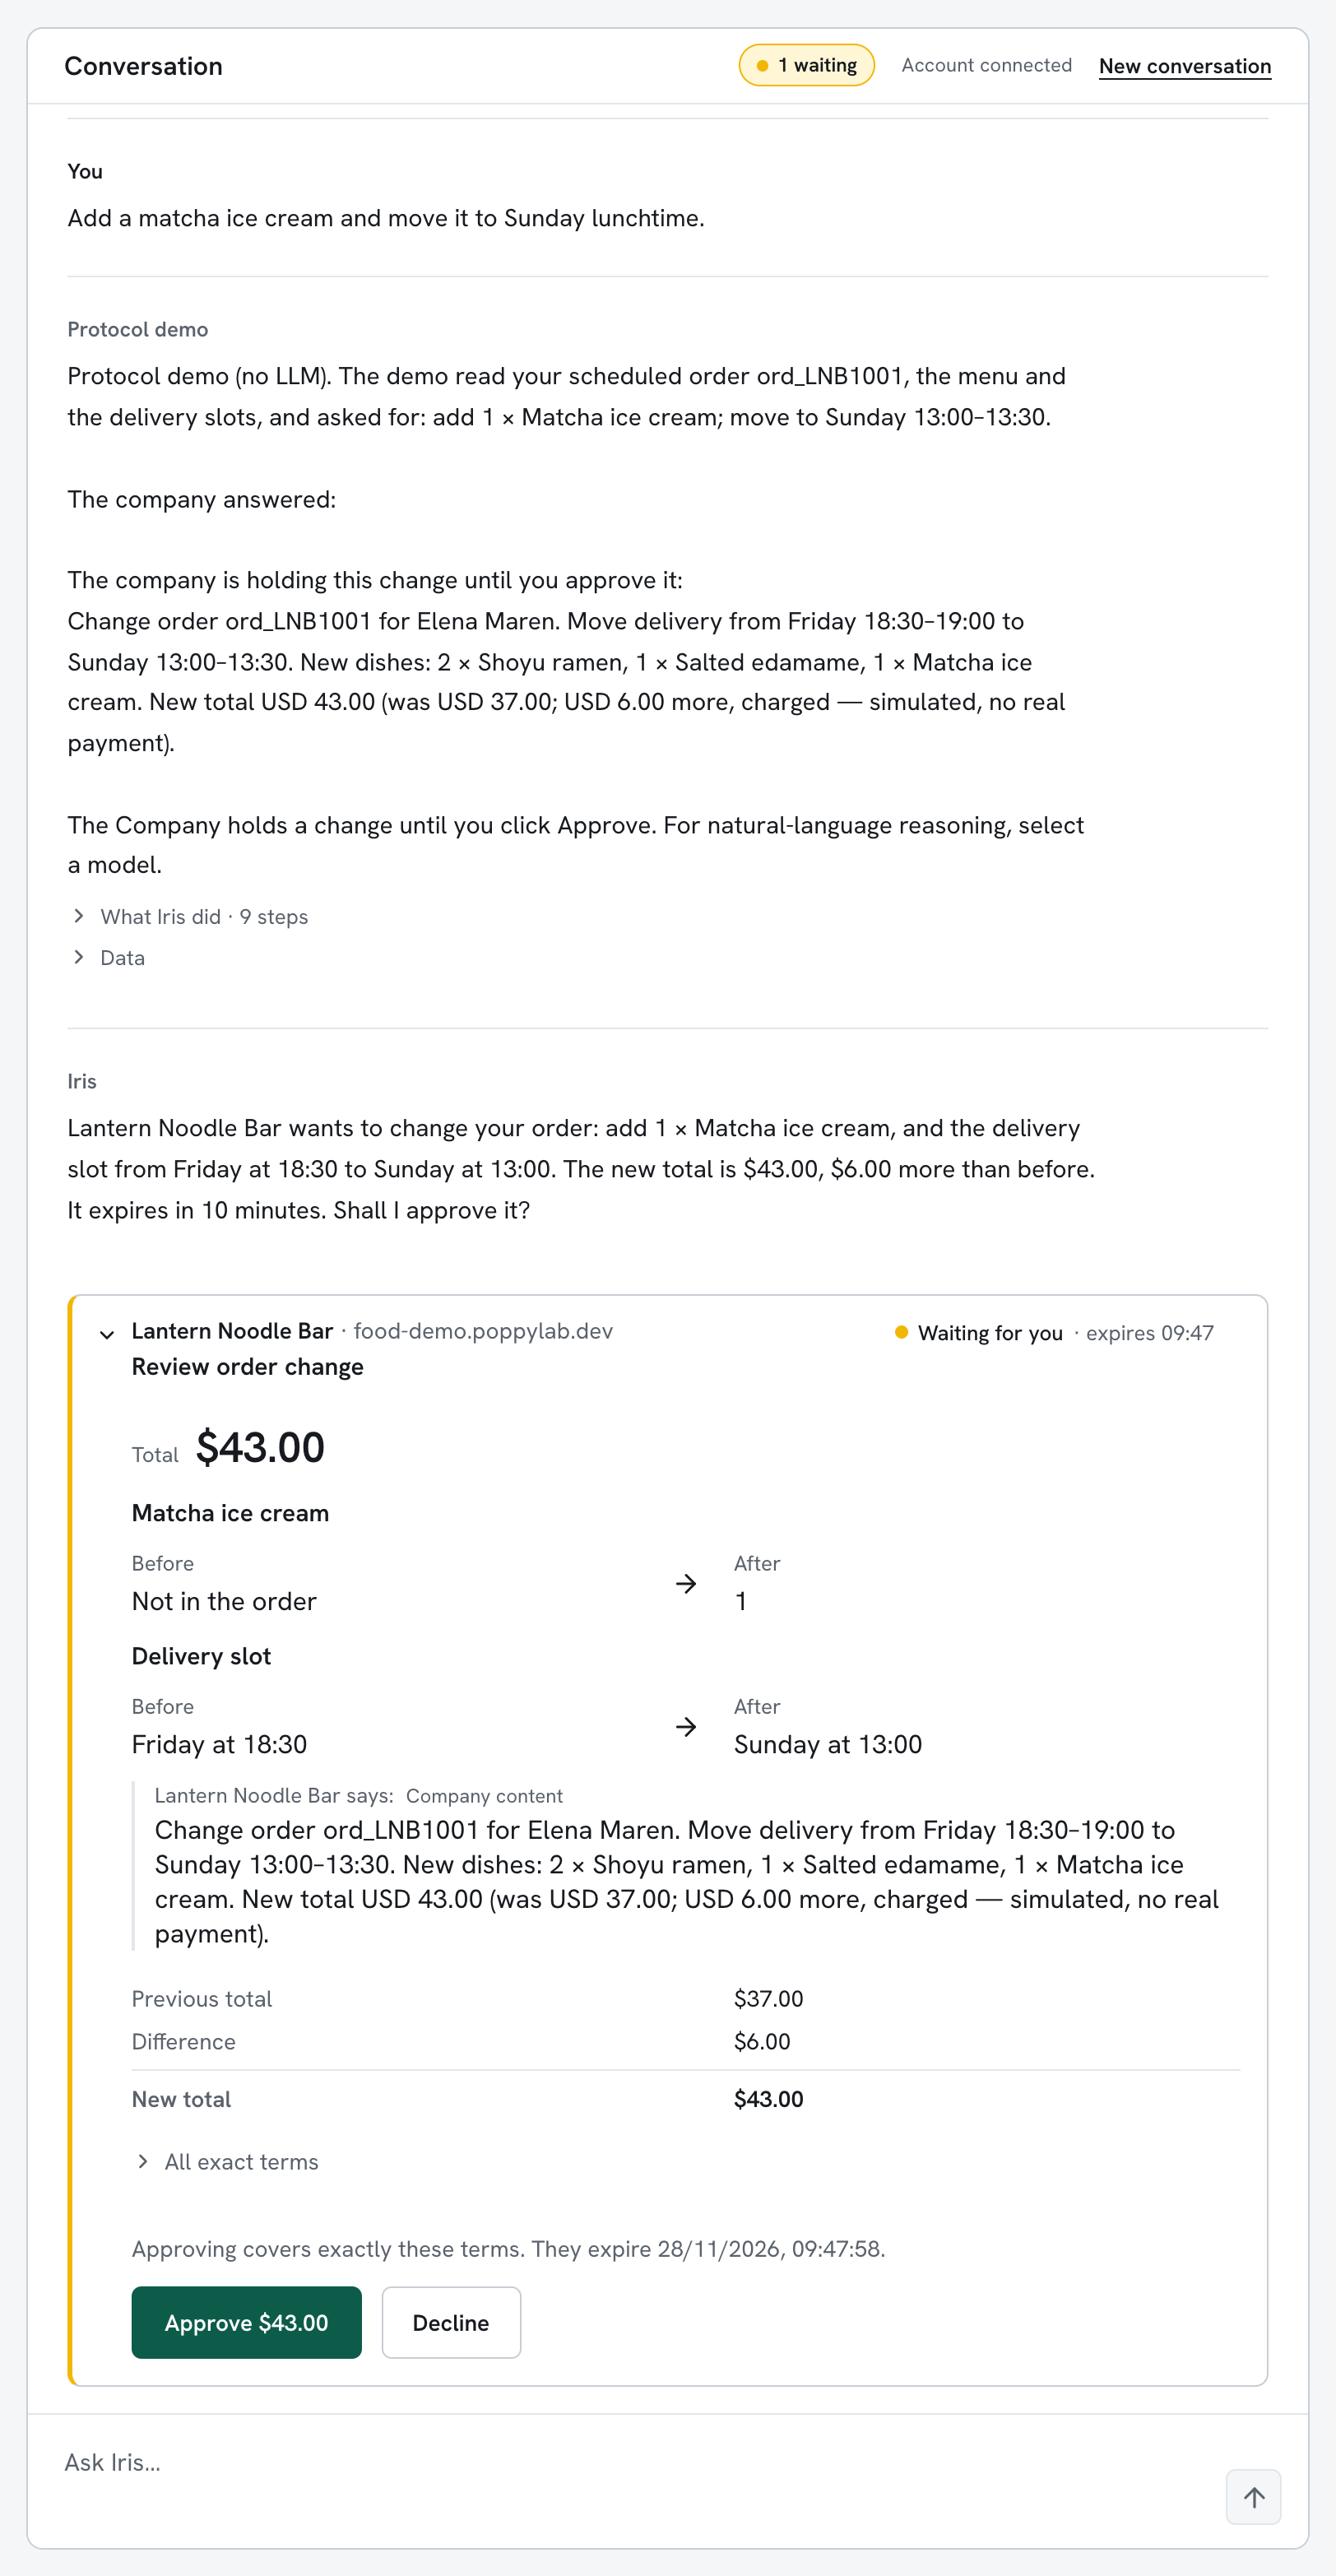 Conversation
1 waiting
Account connected
New conversation
You
Add a matcha ice cream and move it to Sunday lunchtime.
Protocol demo
Protocol demo (no LLM). The demo read your scheduled order ord_LNB1001, the menu and
the delivery slots, and asked for: add 1 × Matcha ice cream; move to Sunday 13:00–13:30.
The company answered:
The company is holding this change until you approve it:
Change order ord_LNB1001 for Elena Maren. Move delivery from Friday 18:30–19:00 to
Sunday 13:00–13:30. New dishes: 2 × Shoyu ramen, 1 × Salted edamame, 1 × Matcha ice
cream. New total USD 43.00 (was USD 37.00; USD 6.00 more, charged — simulated, no real
payment).
The Company holds a change until you click Approve. For natural-language reasoning, select
a model.
What Iris did · 9 steps
Data
Iris
Lantern Noodle Bar wants to change your order: add 1 × Matcha ice cream, and the delivery
slot from Friday at 18:30 to Sunday at 13:00. The new total is $43.00, $6.00 more than before.
It expires in 10 minutes. Shall I approve it?
Lantern Noodle Bar · food-demo.poppylab.dev
Waiting for you · expires 09:47
Review order change
Total $43.00
Matcha ice cream
Before
After
Not in the order
1
Delivery slot
Before
After
Friday at 18:30
Sunday at 13:00
Lantern Noodle Bar says: Company content
Change order ord_LNB1001 for Elena Maren. Move delivery from Friday 18:30–19:00 to
Sunday 13:00–13:30. New dishes: 2 × Shoyu ramen, 1 × Salted edamame, 1 × Matcha ice
cream. New total USD 43.00 (was USD 37.00; USD 6.00 more, charged — simulated, no real
payment).
Previous total $37.00
Difference $6.00
New total $43.00
All exact terms
Approving covers exactly these terms. They expire 28/11/2026, 09:47:58.
Approve $43.00
Decline
Ask Iris...